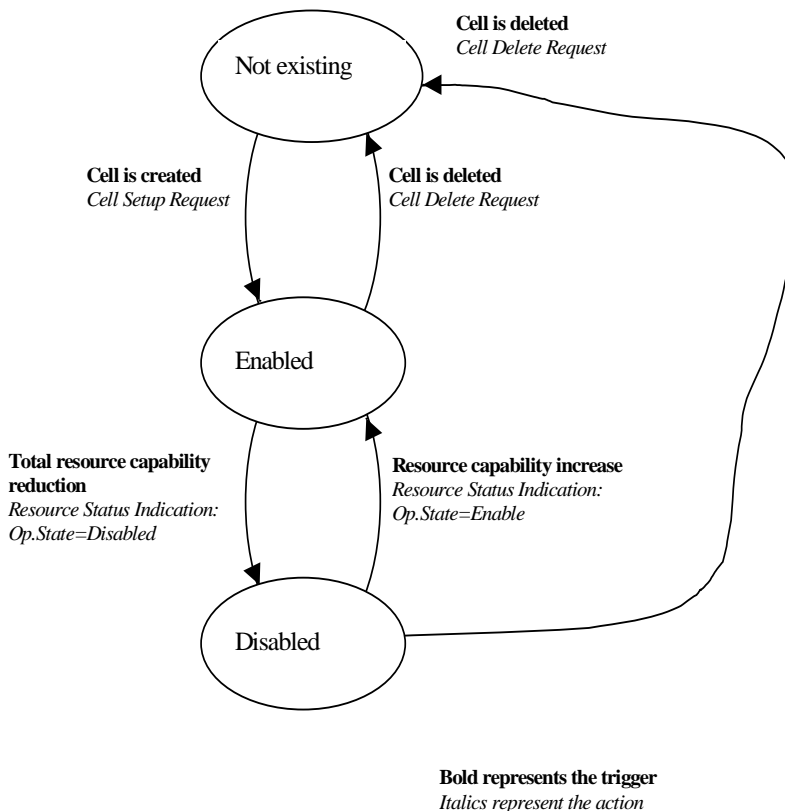 Cell is deleted
Cell Delete Request
Not existing
Cell is created
Cell Setup Request
Cell is deleted
Cell Delete Request
Enabled
Total resource capability
reduction
Resource Status Indication:
Op.State=Disabled
Resource capability increase
Resource Status Indication:
Op.State=Enable
Disabled
Bold represents the trigger
Italics represent the action